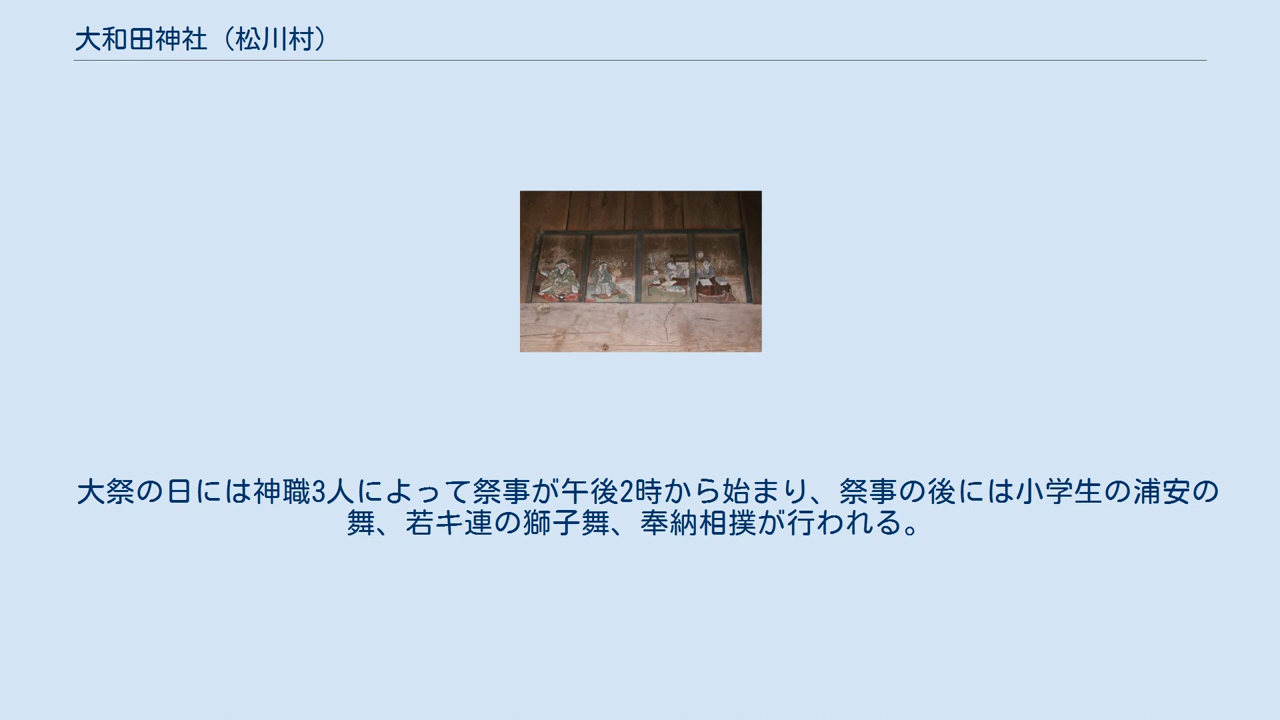 大和田神社（松川村）
大祭の日には神職3人によって祭事が午後2時から始まり、祭事の後には小学生の浦安の
舞、若キ連の獅子舞、奉納相撲が行われる。